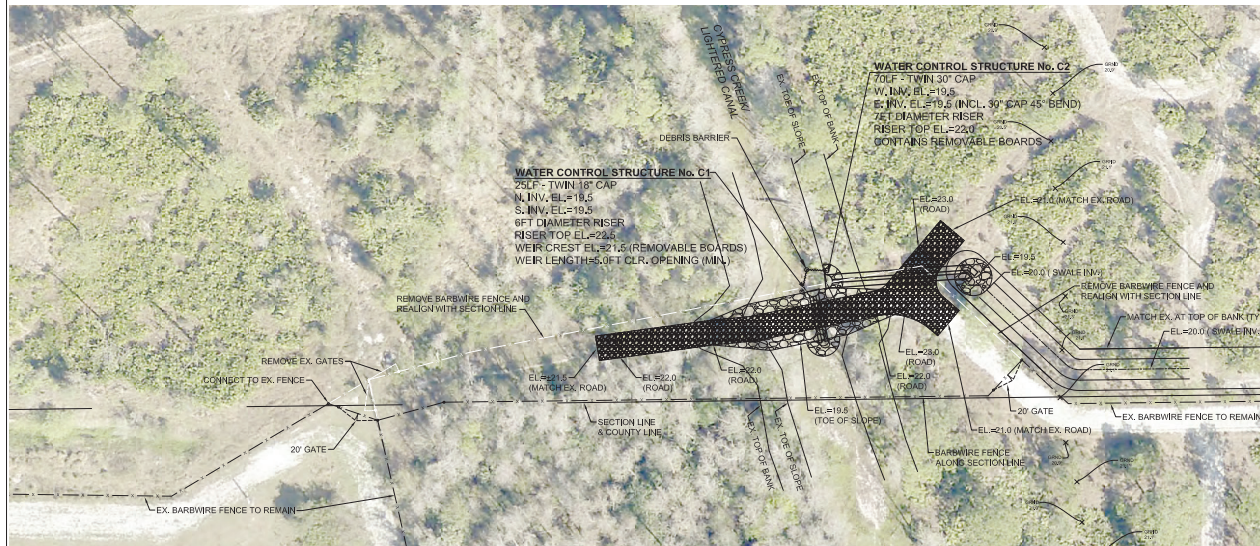 CYPRESS CREEK/
LIGHTERED CANAL
EX. TOE OF SLOPE
EX. TOP OF BANK
WATER CONTROL STRUCTURE No. C2
70LF - TWIN 30" CAP
W. INV. EL.=19.5
E. INV. EL.=19.5 (INCL. 30" CAP 45° BEND)
7FT DIAMETER RISER
RISER TOP EL.=22.0
CONTAINS REMOVABLE BOARDS
DEBRIS BARRIER
WATER CONTROL STRUCTURE No. C1
25LF - TWIN 18" CAP
N. INV. EL.=19.5
S. INV. EL.=19.5
6FT DIAMETER RISER
RISER TOP EL.=22.5
WEIR CREST EL.=21.5 (REMOVABLE BOARDS)
WEIR LENGTH=5.0FT CLR. OPENING (MIN.)
EL.=23.0
(ROAD)
EL.=21.0 (MATCH EX. ROAD)
EL.=19.5
EL.=20.0 ( SWALE INV.)
REMOVE BARBWIRE FENCE AND
REALIGN WITH SECTION LINE
MATCH EX. AT TOP OF BANK (TY
EL.=20.0 ( SWALE INV.
REMOVE BARBWIRE FENCE AND
REALIGN WITH SECTION LINE
REMOVE EX. GATES
CONNECT TO EX. FENCE
20' GATE
EX. BARBWIRE FENCE TO REMAIN
EL.=±21.5
(MATCH EX. ROAD)
EL.=22.0
(ROAD)
EL.=22.0
(ROAD)
SECTION LINE
& COUNTY LINE
EX. TOP OF BANK
EX. TOE OF SLOPE
EL.=19.5
(TOE OF SLOPE)
EL.=23.0
(ROAD)
EL.=22.0
(ROAD)
20' GATE
EX. BARBWIRE FENCE TO REMAIN
EL.=21.0 (MATCH EX. ROAD)
BARBWIRE FENCE
ALONG SECTION LINE
GRND
GRND
GRND
GRND
GRND
GRND
GRND